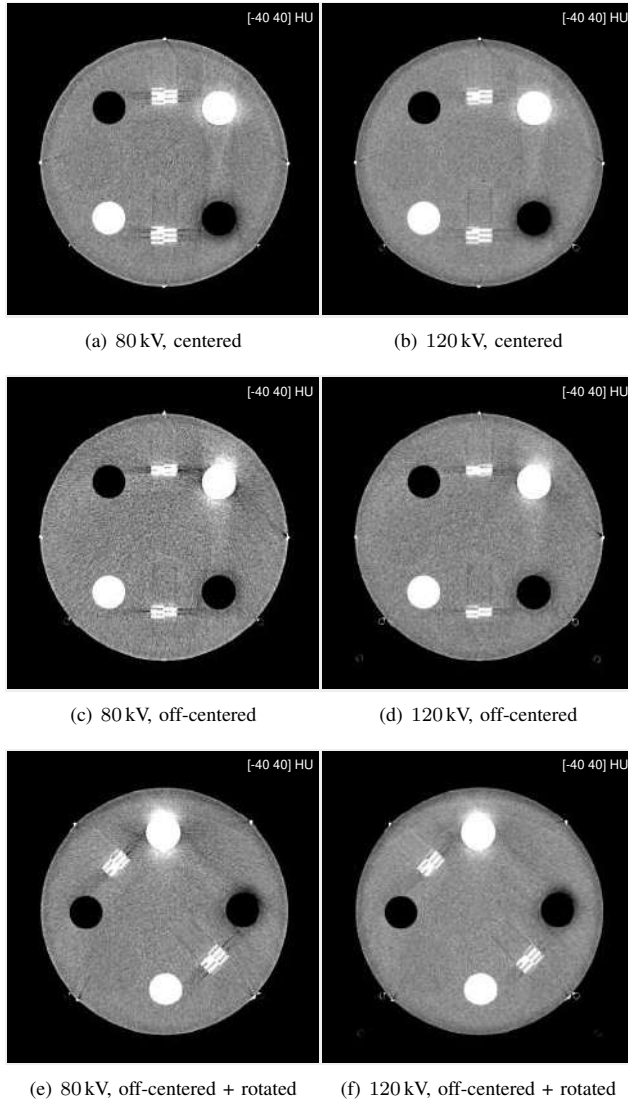 [-40 40] HU
[-40 40] HU
(a) 80 kV, centered
(b) 120 kV, centered
[-40 40] HU
[-40 40] HU
(c) 80 kV, off-centered
(d) 120 kV, off-centered
[-40 40] HU
[-40 40] HU
(e) 80 kV, off-centered + rotated
(f) 120 kV, off-centered + rotated